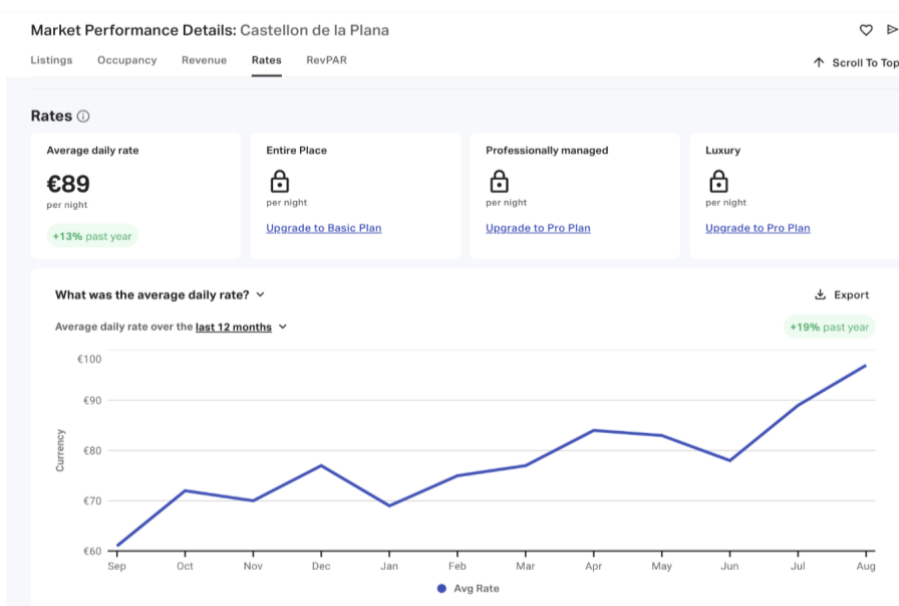 Market Performance Details: Castellon de la Plana
Listings Occupancy Revenue Rates RevPAR
Scroll To Top
Rates
Average daily rate Entire Place Professionally managed Luxury
€89
per night per night per night per night
Upgrade to Basic Plan Upgrade to Pro Plan Upgrade to Pro Plan
+13% past year
What was the average daily rate? Export
Average daily rate over the last 12 months +19% past year
€100
€90
€80
€70
€60
Currency
Sep Oct Nov Dec Jan Feb Mar Apr May Jun Jul Aug
Avg Rate